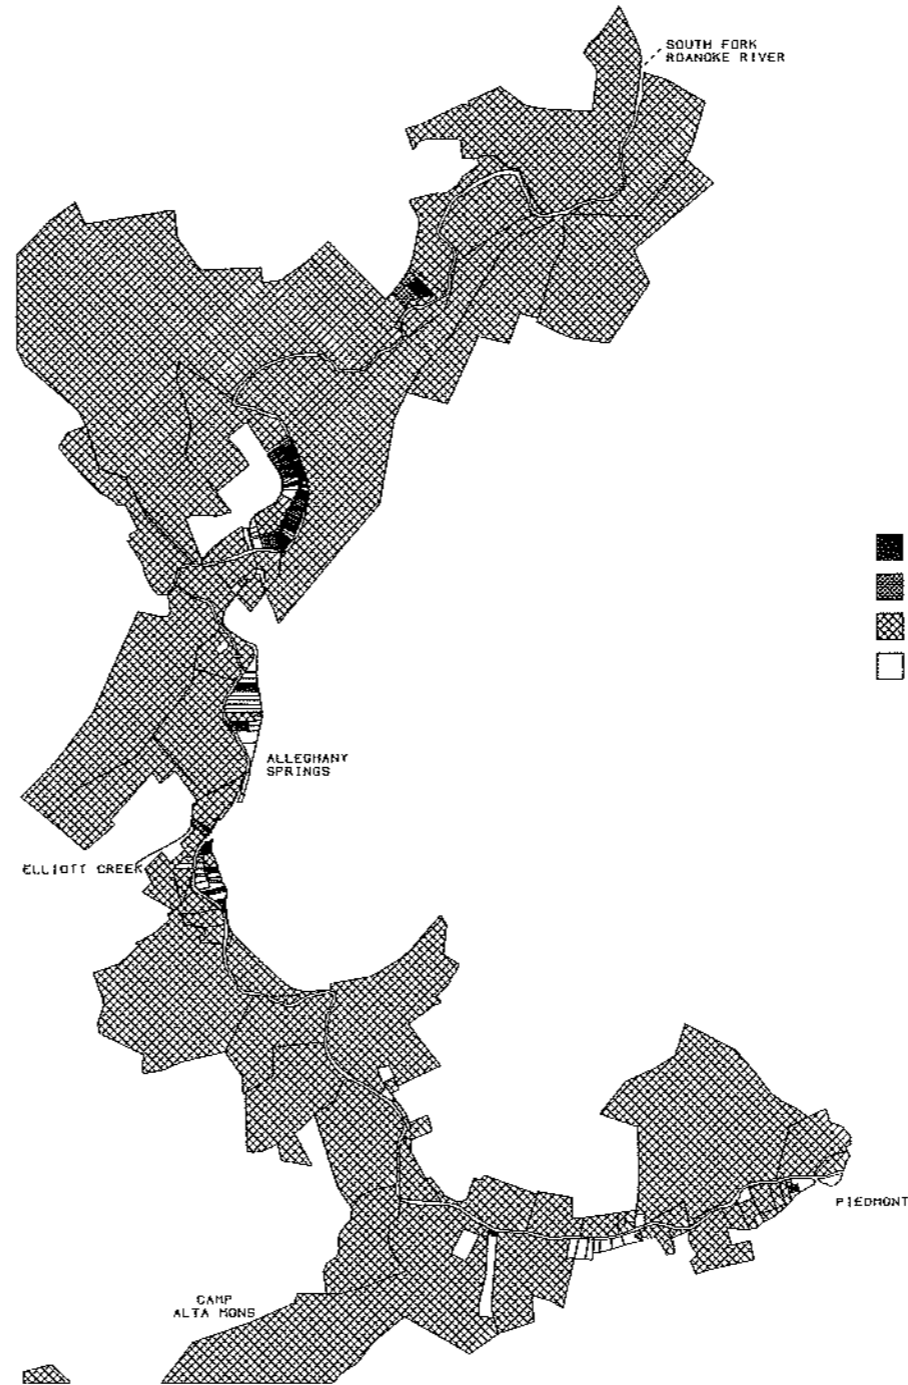 SOUTH FORK
ROANOKE RIVER
ALLEGHANY
SPRINGS
ELLIOTT CREEK
PIEDMONT
CAMP
ALTA MONS